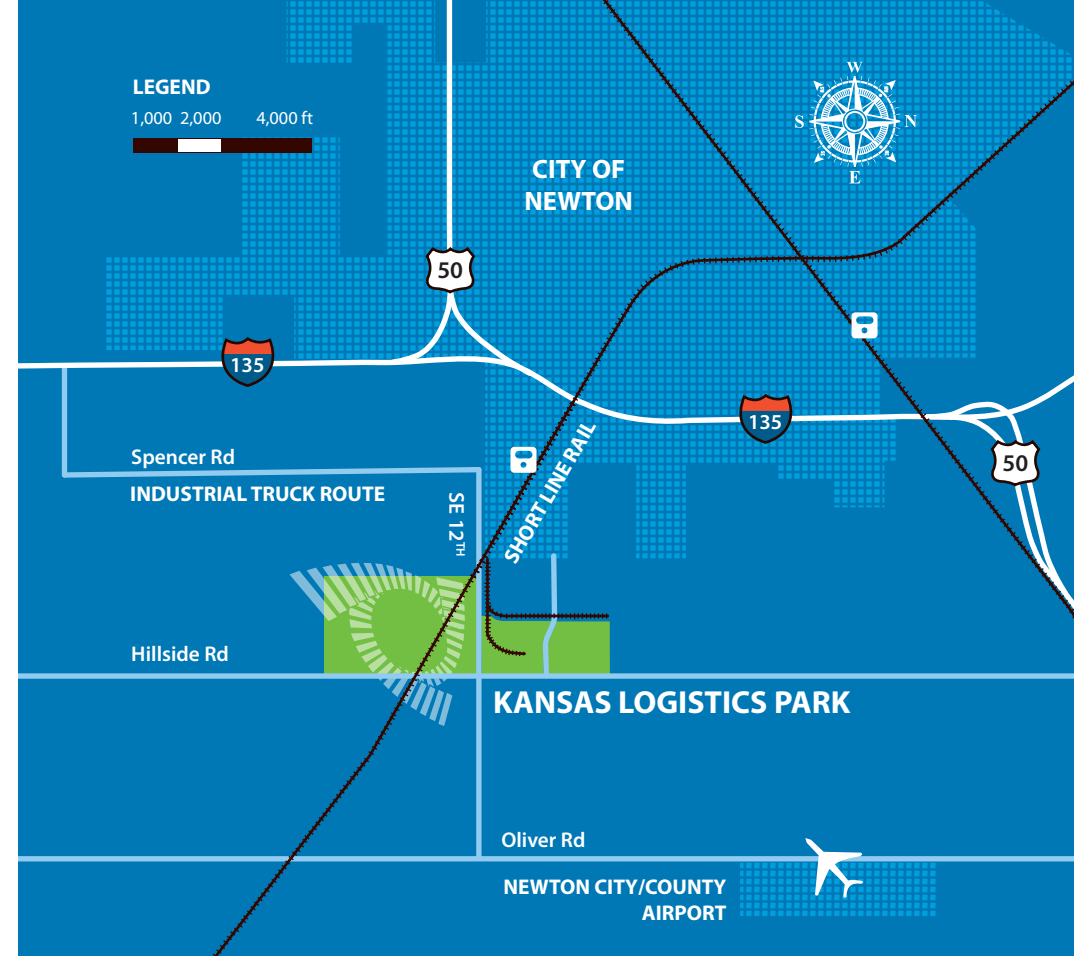 LEGEND
1,000 2,000 4,000 ft
W
S
N
E
CITY OF
NEWTON
50
135
135
50
Spencer Rd
INDUSTRIAL TRUCK ROUTE
SE 12TH
SHORT LINE RAIL
Hillside Rd
KANSAS LOGISTICS PARK
Oliver Rd
NEWTON CITY/COUNTY
AIRPORT